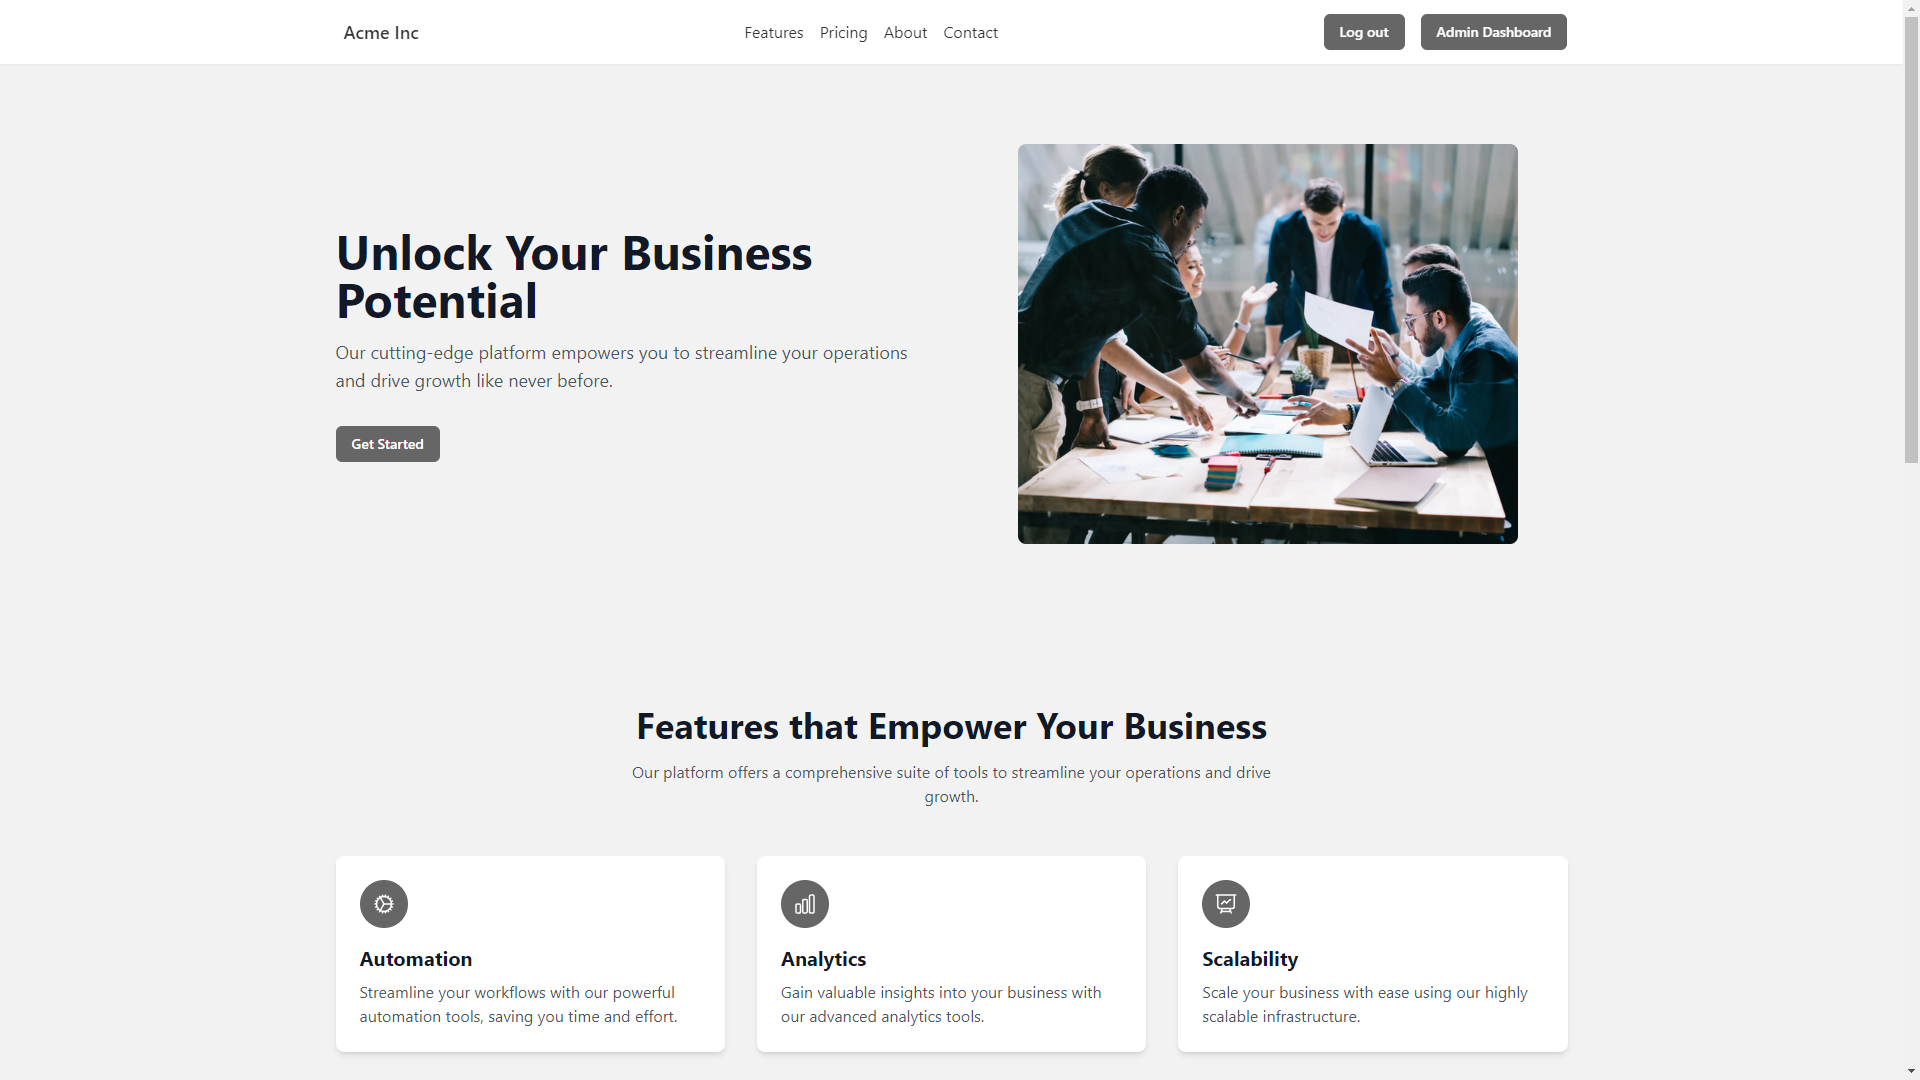 Acme Inc
Features
Pricing
About
Contact
Log out
Admin Dashboard
Unlock Your Business
Potential
Our cutting-edge platform empowers you to streamline your operations
and drive growth like never before.
Get Started
Features that Empower Your Business
Our platform offers a comprehensive suite of tools to streamline your operations and drive
growth.
Automation
Streamline your workflows with our powerful
automation tools, saving you time and effort.
Analytics
Gain valuable insights into your business with
our advanced analytics tools.
Scalability
Scale your business with ease using our highly
scalable infrastructure.